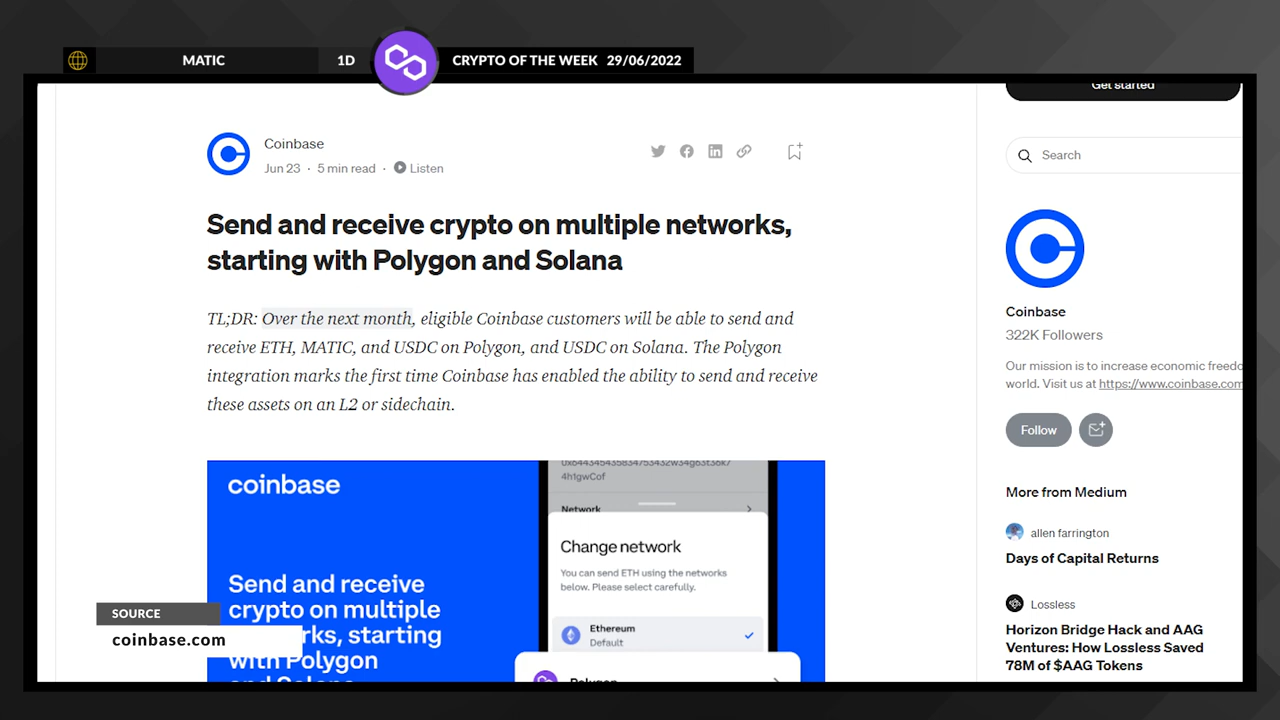 MATIC
1D
CRYPTO OF THE WEEK 29/06/2022
Get started
Coinbase
Jun 23 · 5 min read · Listen
Search
Send and receive crypto on multiple networks,
starting with Polygon and Solana
TL;DR: Over the next month, eligible Coinbase customers will be able to send and
receive ETH, MATIC, and USDC on Polygon, and USDC on Solana. The Polygon
integration marks the first time Coinbase has enabled the ability to send and receive
these assets on an L2 or sidechain.
Coinbase
322K Followers
Our mission is to increase economic freedo
world. Visit us at https://www.coinbase.com
Follow
More from Medium
allen farrington
Days of Capital Returns
Lossless
Horizon Bridge Hack and AAG
Ventures: How Lossless Saved
78M of $AAG Tokens
coinbase
Send and receive
crypto on multiple
rks, starting
with Polygon
and Solana
4h1gwCof
Network
Change network
You can send ETH using the networks
below. Please select carefully.
Ethereum
Default
Polygon
SOURCE
coinbase.com